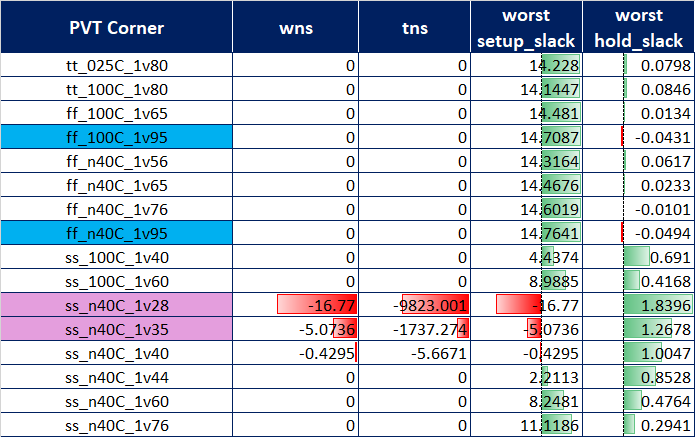 PVT Corner wns tns worst setup_slack worst hold_slack
tt_025C_1v80 0 0 14.228 0.0798
tt_100C_1v80 0 0 14.1447 0.0846
ff_100C_1v65 0 0 14.481 0.0134
ff_100C_1v95 0 0 14.7087 -0.0431
ff_n40C_1v56 0 0 14.3164 0.0617
ff_n40C_1v65 0 0 14.4676 0.0233
ff_n40C_1v76 0 0 14.6019 -0.0101
ff_n40C_1v95 0 0 14.7641 -0.0494
ss_100C_1v40 0 0 4.4374 0.691
ss_100C_1v60 0 0 8.9885 0.4168
ss_n40C_1v28 -16.77 -9823.001 -16.77 1.8396
ss_n40C_1v35 -5.0736 -1737.274 -5.0736 1.2678
ss_n40C_1v40 -0.4295 -5.6671 -0.4295 1.0047
ss_n40C_1v44 0 0 2.2113 0.8528
ss_n40C_1v60 0 0 8.2481 0.4764
ss_n40C_1v76 0 0 11.1186 0.2941